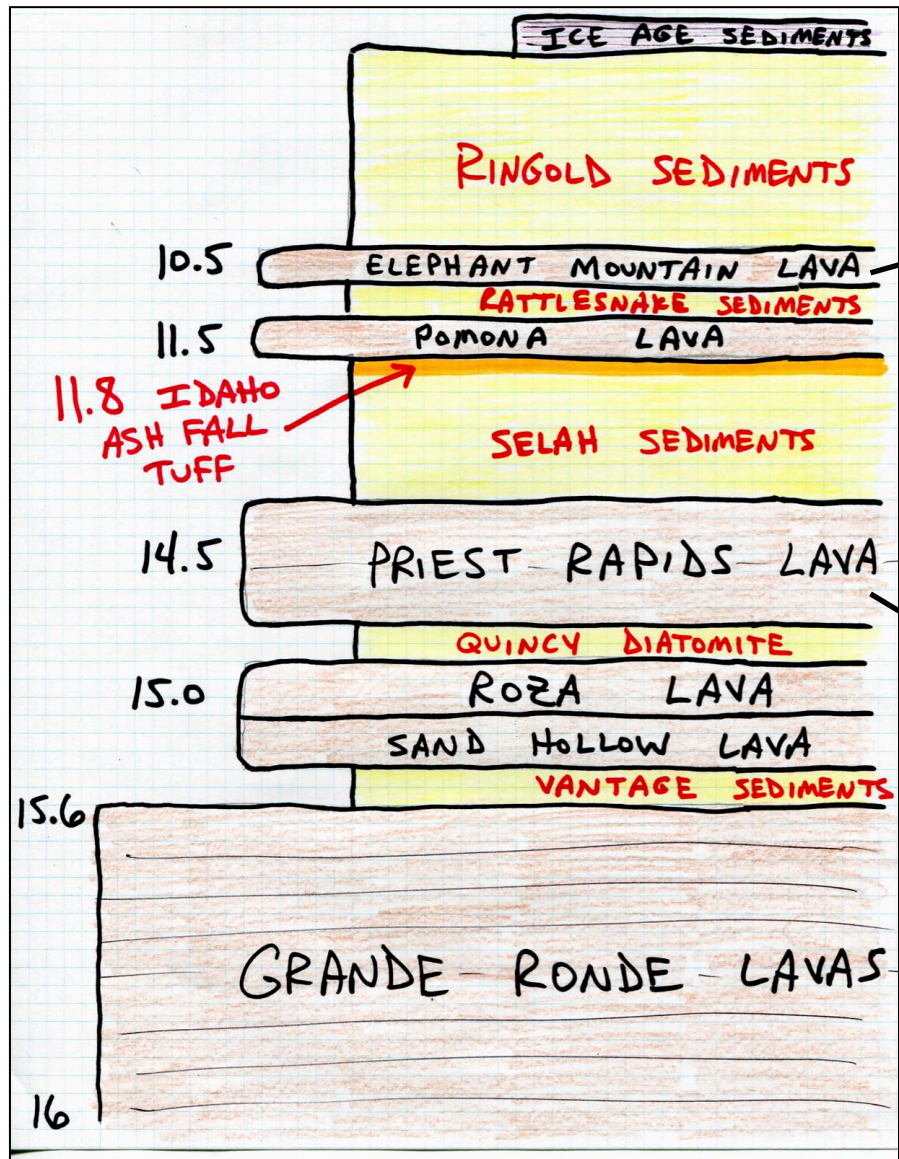 ICE AGE SEDIMENTS
RINGOLD SEDIMENTS
10.5
ELEPHANT MOUNTAIN LAVA
RATTLESNAKE SEDIMENTS
11.5
POMONA LAVA
11.8 IDAHO
ASH FALL
TUFF
SELAH SEDIMENTS
14.5
PRIEST RAPIDS LAVA
QUINCY DIATOMITE
15.0
ROZA LAVA
SAND HOLLOW LAVA
VANTAGE SEDIMENTS
15.6
GRANDE RONDE LAVAS
16